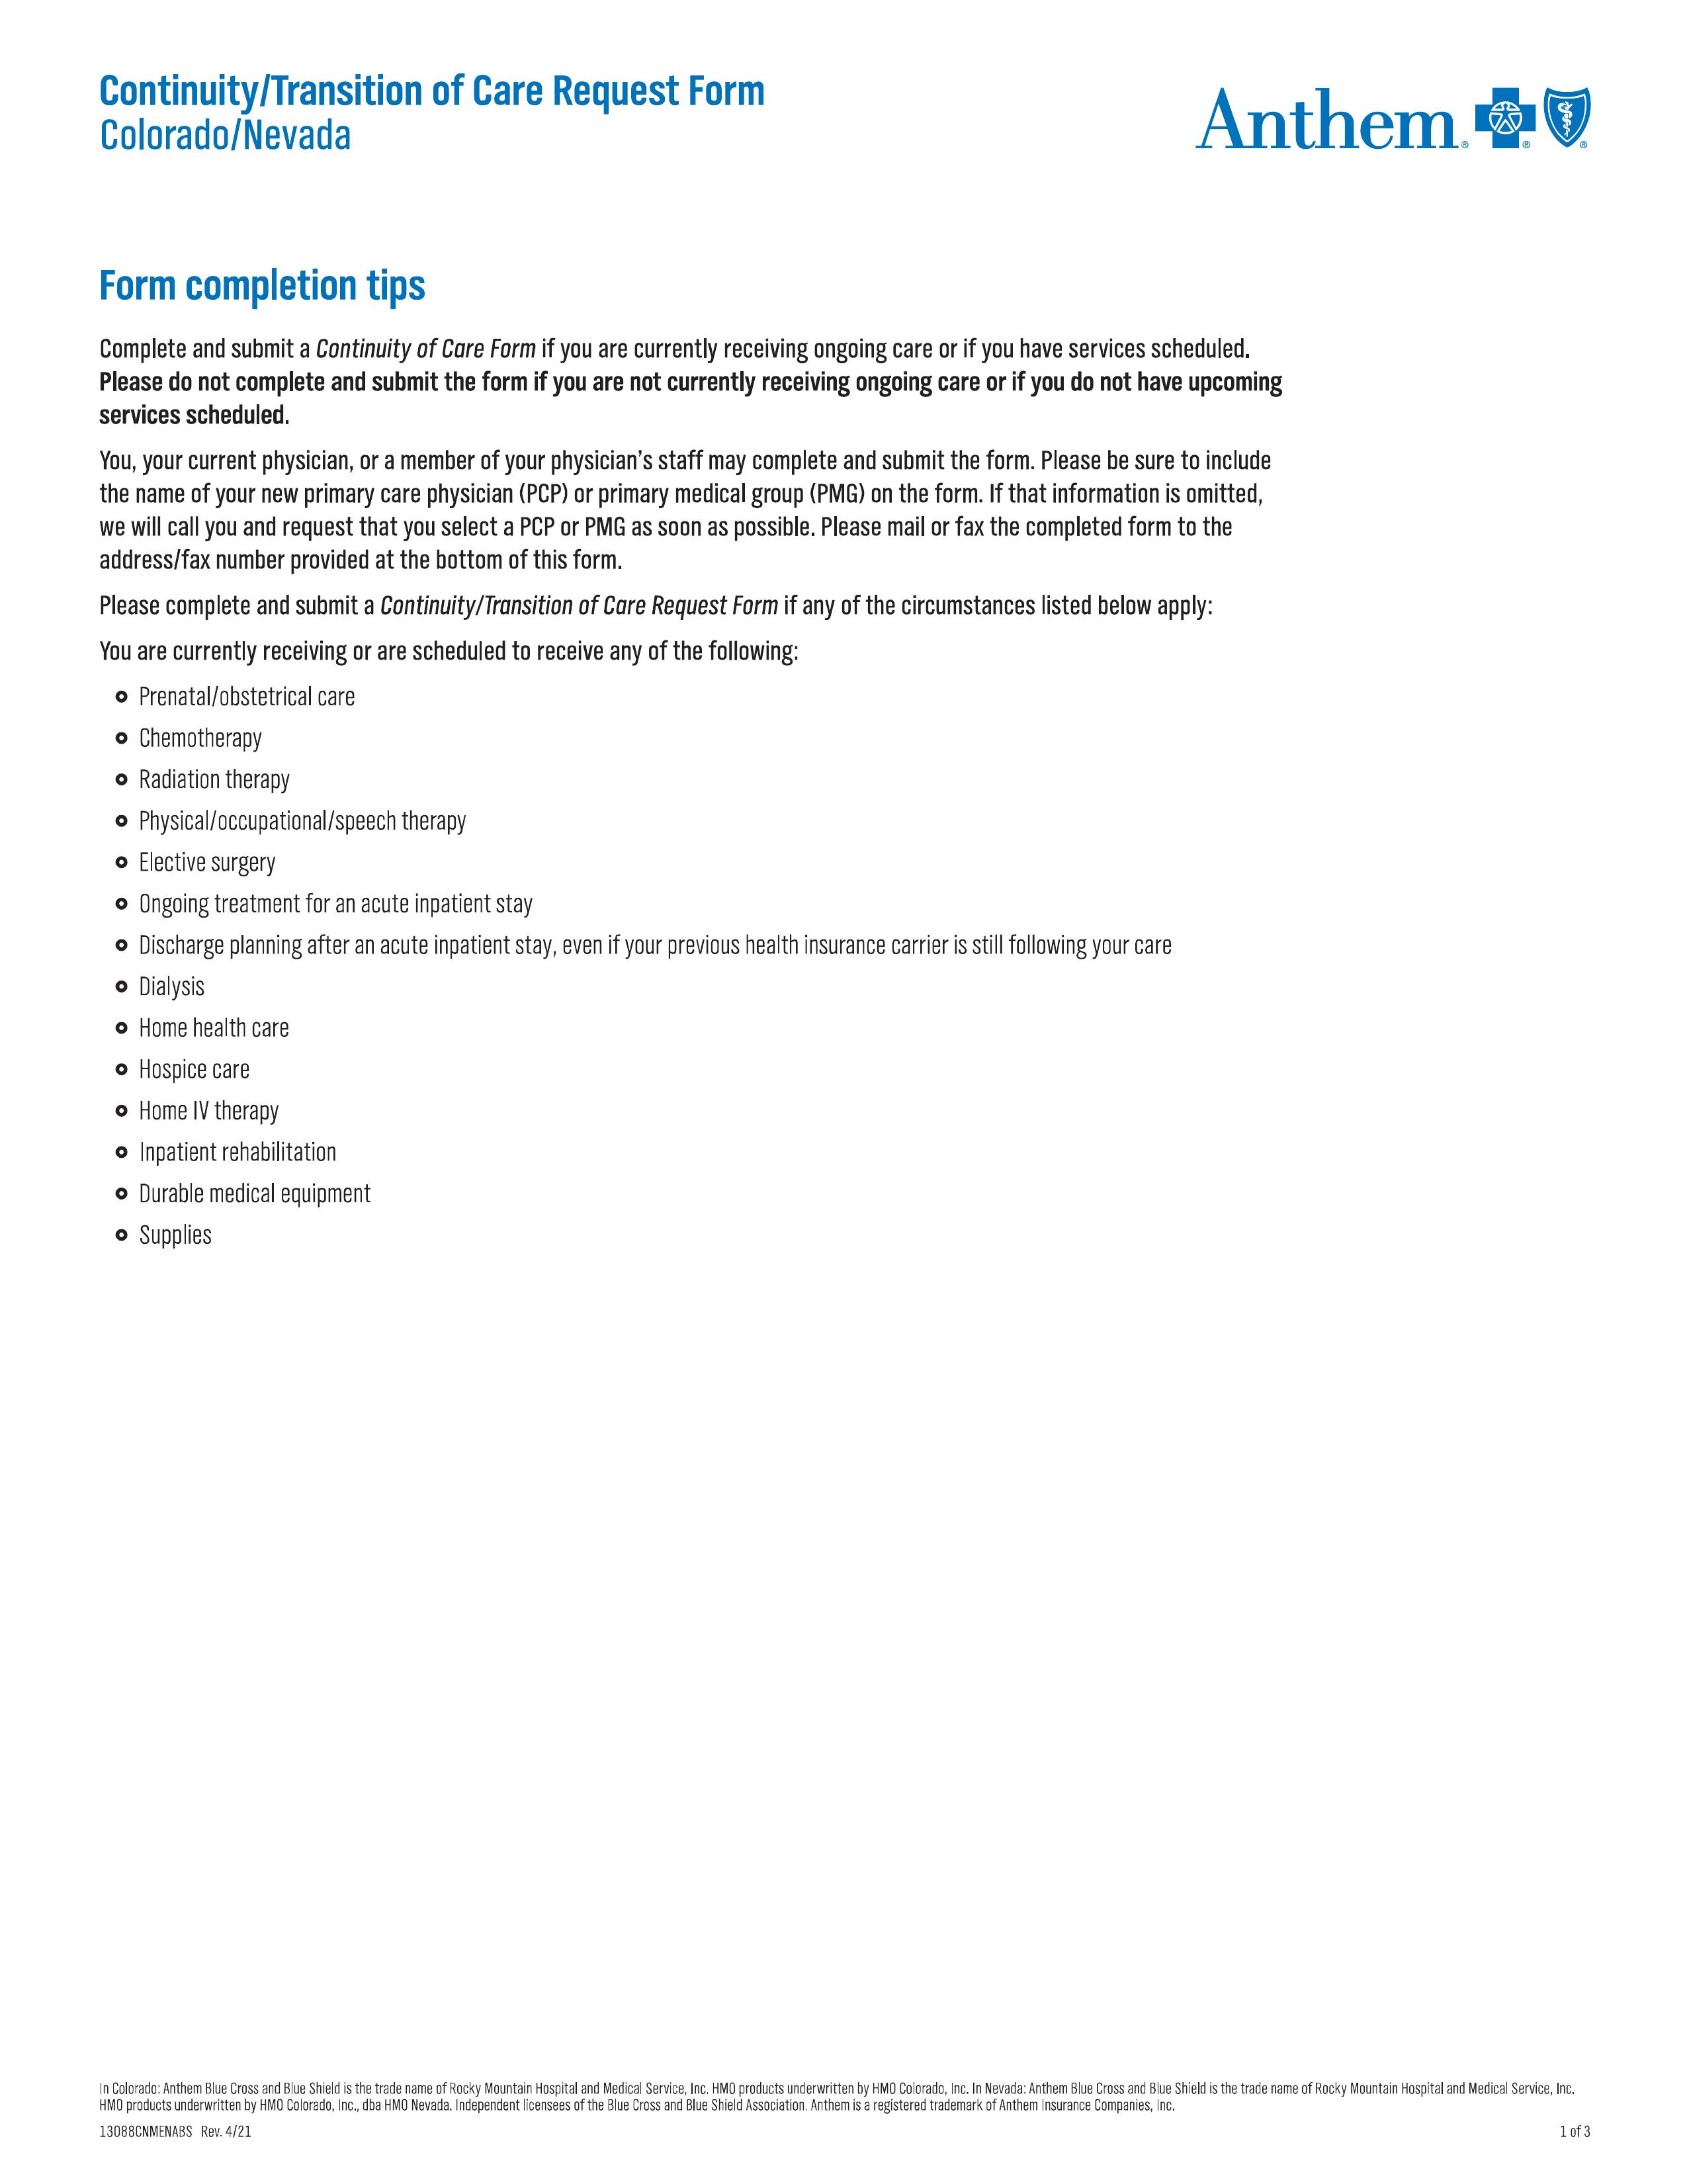 Continuity/Transition of Care Request Form
Colorado/Nevada
Anthem
Form completion tips
Complete and submit a Continuity of Care Form if you are currently receiving ongoing care or if you have services scheduled.
Please do not complete and submit the form if you are not currently receiving ongoing care or if you do not have upcoming
services scheduled.
You, your current physician, or a member of your physician’s staff may complete and submit the form. Please be sure to include
the name of your new primary care physician (PCP) or primary medical group (PMG) on the form. If that information is omitted,
we will call you and request that you select a PCP or PMG as soon as possible. Please mail or fax the completed form to the
address/fax number provided at the bottom of this form.
Please complete and submit a Continuity/Transition of Care Request Form if any of the circumstances listed below apply:
You are currently receiving or are scheduled to receive any of the following:
Prenatal/obstetrical care
Chemotherapy
Radiation therapy
Physical/occupational/speech therapy
Elective surgery
Ongoing treatment for an acute inpatient stay
Discharge planning after an acute inpatient stay, even if your previous health insurance carrier is still following your care
Dialysis
Home health care
Hospice care
Home IV therapy
Inpatient rehabilitation
Durable medical equipment
Supplies
In Colorado: Anthem Blue Cross and Blue Shield is the trade name of Rocky Mountain Hospital and Medical Service, Inc. HMO products underwritten by HMO Colorado, Inc. In Nevada: Anthem Blue Cross and Blue Shield is the trade name of Rocky Mountain Hospital and Medical Service, Inc.
HMO products underwritten by HMO Colorado, Inc., dba HMO Nevada. Independent licensees of the Blue Cross and Blue Shield Association. Anthem is a registered trademark of Anthem Insurance Companies, Inc.
13088CNMENABS Rev. 4/21
1 of 3